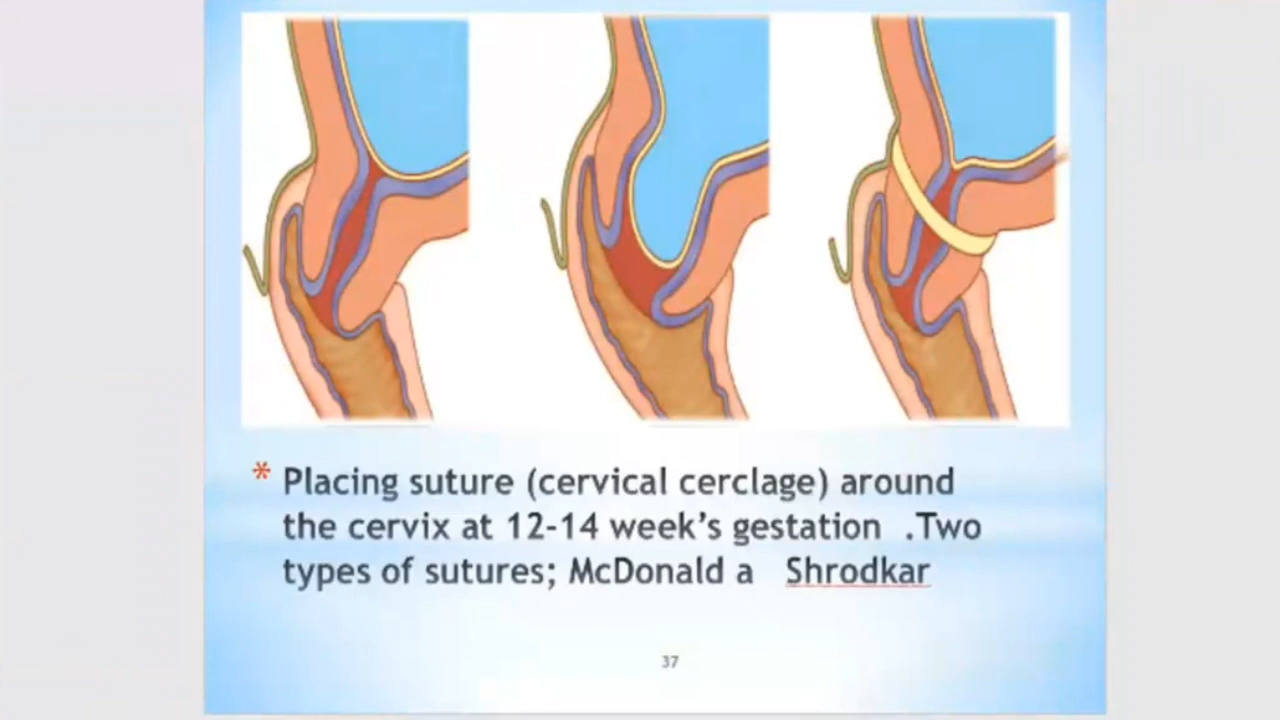 * Placing suture (cervical cerclage) around
the cervix at 12-14 week's gestation .Two
types of sutures; McDonald a Shrodkar
37